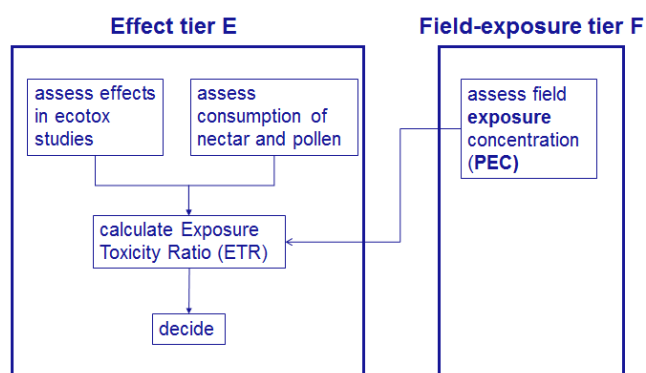 Effect tier E
Field-exposure tier F
assess effects
in ecotox
studies
assess
consumption of
nectar and pollen
assess field
exposure
concentration
(PEC)
calculate Exposure
Toxicity Ratio (ETR)
decide